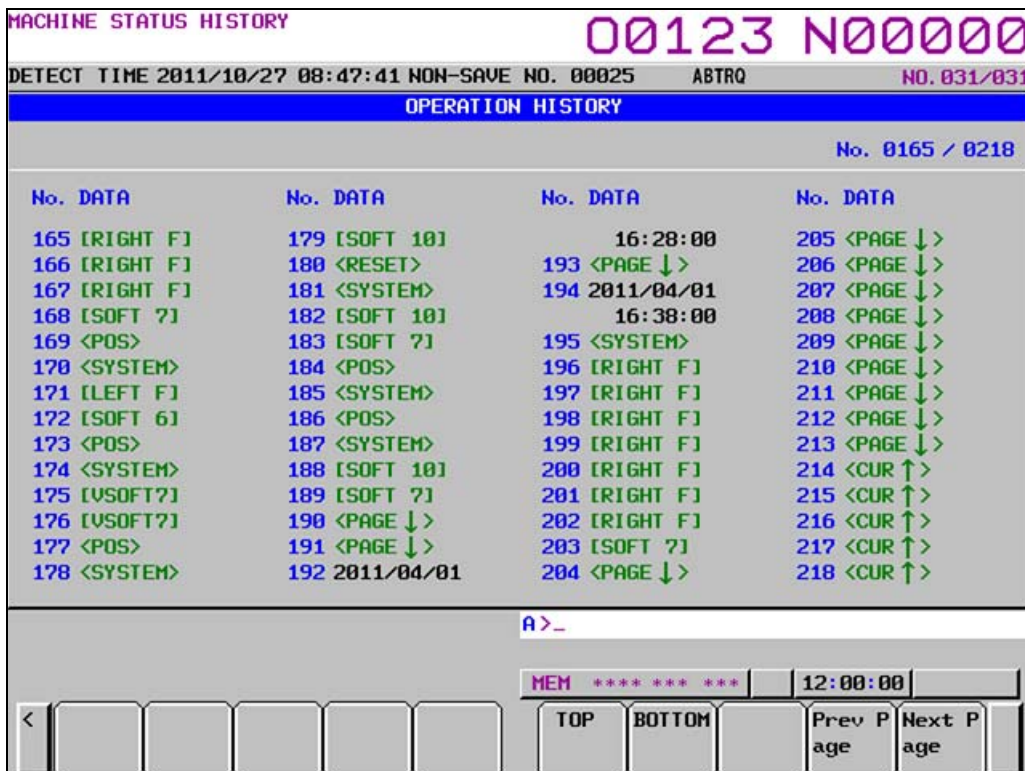 MACHINE STATUS HISTORY
O0123 N00000
DETECT TIME 2011/10/27 08:47:41 NON-SAVE NO. 00025 ABTRQ NO.031/031
OPERATION HISTORY
No. 0165 / 0218
No. DATA No. DATA No. DATA No. DATA
165 [RIGHT F] 179 [SOFT 10] 16:28:00 205 <PAGE ↓>
166 [RIGHT F] 180 <RESET> 193 <PAGE ↓> 206 <PAGE ↓>
167 [RIGHT F] 181 <SYSTEM> 194 2011/04/01 207 <PAGE ↓>
168 [SOFT 7] 182 [SOFT 10] 16:38:00 208 <PAGE ↓>
169 <POS> 183 [SOFT 7] 195 <SYSTEM> 209 <PAGE ↓>
170 <SYSTEM> 184 <POS> 196 [RIGHT F] 210 <PAGE ↓>
171 [LEFT F] 185 <SYSTEM> 197 [RIGHT F] 211 <PAGE ↓>
172 [SOFT 6] 186 <POS> 198 [RIGHT F] 212 <PAGE ↓>
173 <POS> 187 <SYSTEM> 199 [RIGHT F] 213 <PAGE ↓>
174 <SYSTEM> 188 [SOFT 10] 200 [RIGHT F] 214 <CUR ↑>
175 [VSOFT7] 189 [SOFT 7] 201 [RIGHT F] 215 <CUR ↑>
176 [VSOFT7] 190 <PAGE ↓> 202 [RIGHT F] 216 <CUR ↑>
177 <POS> 191 <PAGE ↓> 203 [SOFT 7] 217 <CUR ↑>
178 <SYSTEM> 192 2011/04/01 204 <PAGE ↓> 218 <CUR ↑>
A>_
MEM **** *** *** 12:00:00
< TOP BOTTOM Prev P Next P
age age